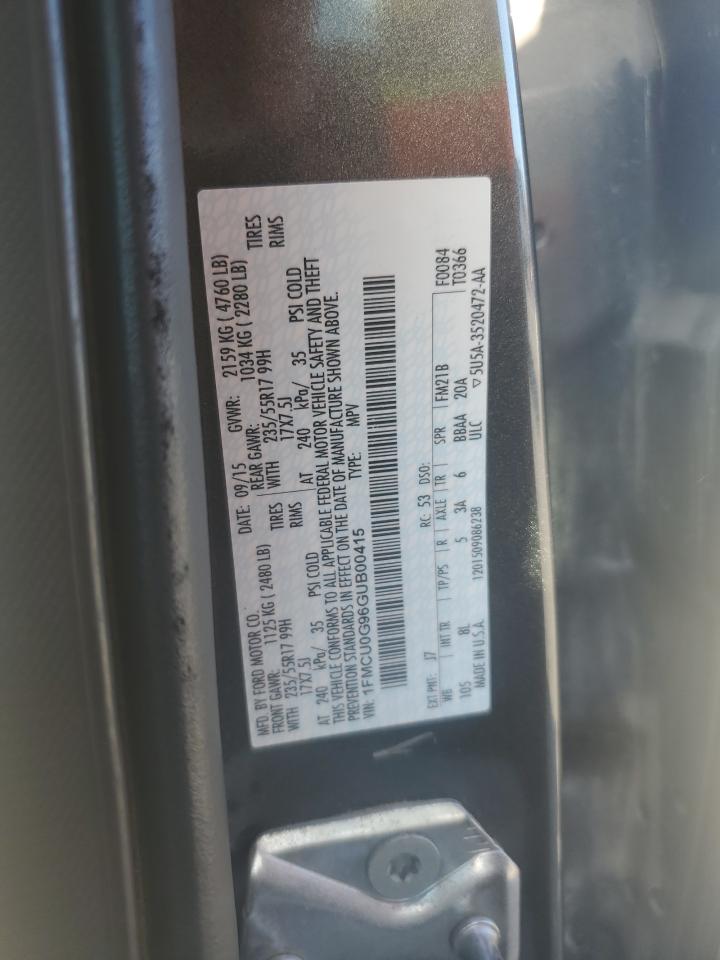 MFD. BY FORD MOTOR CO. DATE: 09/15 GVWR: 2159 KG ( 4760 LB)
FRONT GAWR: 1125 KG ( 2480 LB) REAR GAWR: 1034 KG ( 2280 LB)
WITH 235/55R17 99H TIRES WITH 235/55R17 99H TIRES
17X7.5J RIMS 17X7.5J RIMS
AT 240 kPa/ 35 PSI COLD AT 240 kPa/ 35 PSI COLD
THIS VEHICLE CONFORMS TO ALL APPLICABLE FEDERAL MOTOR VEHICLE SAFETY AND THEFT
PREVENTION STANDARDS IN EFFECT ON THE DATE OF MANUFACTURE SHOWN ABOVE.
VIN: 1FMCU0G96GUB00415 TYPE: MPV
EXT PNT: J7 RC: 53 DSO: FM21B F0084
WB INT TR TP/PS R AXLE TR SPR T0366
105 8L 5 3A 6 BBAA 20A
MADE IN U.S.A. 1201509086238 ULC ▽5U5A-3520472-AA